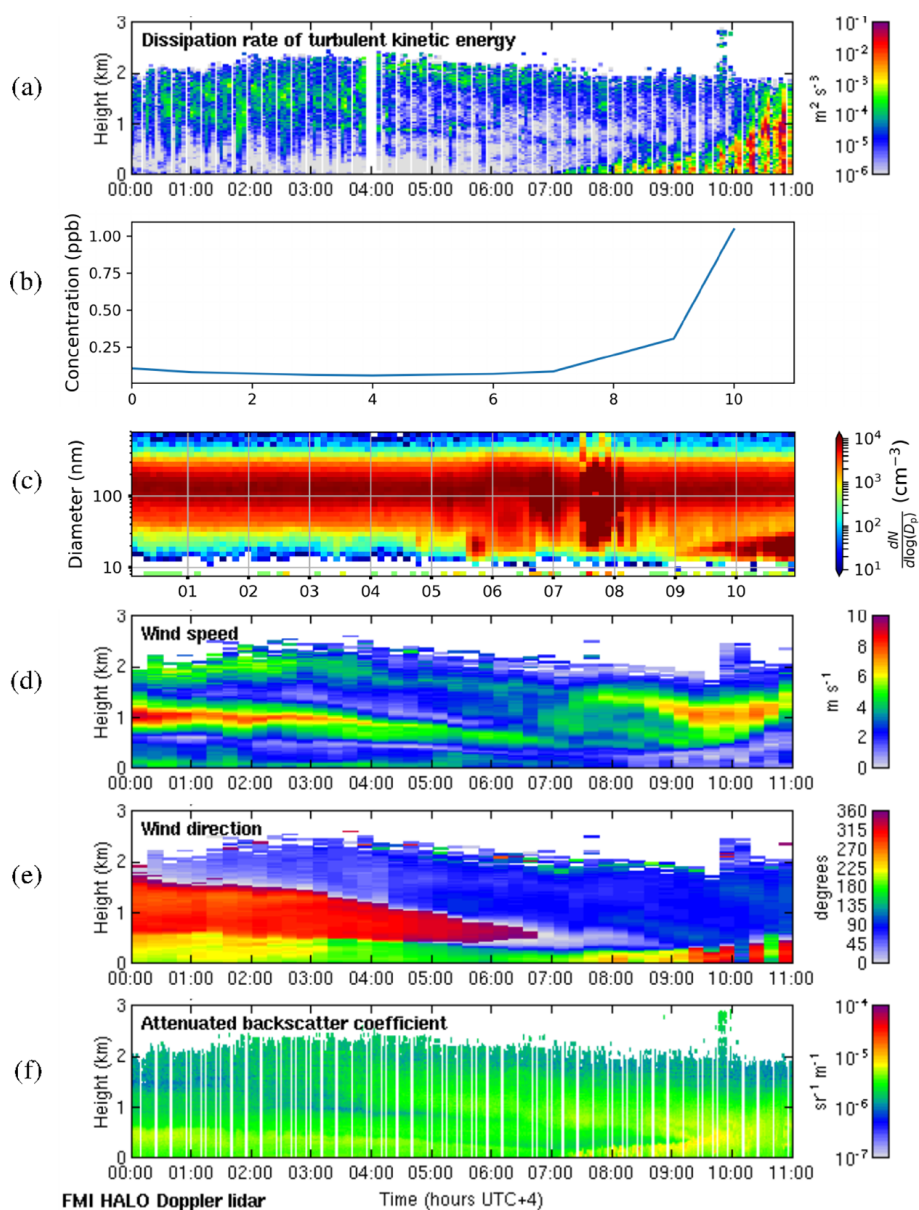 (a)
Dissipation rate of turbulent kinetic energy
Height (km)
3
2
1
0
00:00 01:00 02:00 03:00 04:00 05:00 06:00 07:00 08:00 09:00 10:00 11:00
10⁻¹
10⁻²
10⁻³
10⁻⁴
10⁻⁵
10⁻⁶
m² s⁻³
(b)
Concentration (ppb)
1.00
0.75
0.50
0.25
0 2 4 6 8 10
(c)
Diameter (nm)
100
10
01 02 03 04 05 06 07 08 09 10
10⁴
10³
10²
10¹
dN/dlog(Dₚ) (cm⁻³)
(d)
Wind speed
Height (km)
3
2
1
0
00:00 01:00 02:00 03:00 04:00 05:00 06:00 07:00 08:00 09:00 10:00 11:00
10
8
6
4
2
0
m s⁻¹
(e)
Wind direction
Height (km)
3
2
1
0
00:00 01:00 02:00 03:00 04:00 05:00 06:00 07:00 08:00 09:00 10:00 11:00
360
315
270
225
180
135
90
45
0
degrees
(f)
Attenuated backscatter coefficient
Height (km)
3
2
1
0
00:00 01:00 02:00 03:00 04:00 05:00 06:00 07:00 08:00 09:00 10:00 11:00
10⁻⁴
10⁻⁵
10⁻⁶
10⁻⁷
sr⁻¹ m⁻¹
FMI HALO Doppler lidar
Time (hours UTC+4)